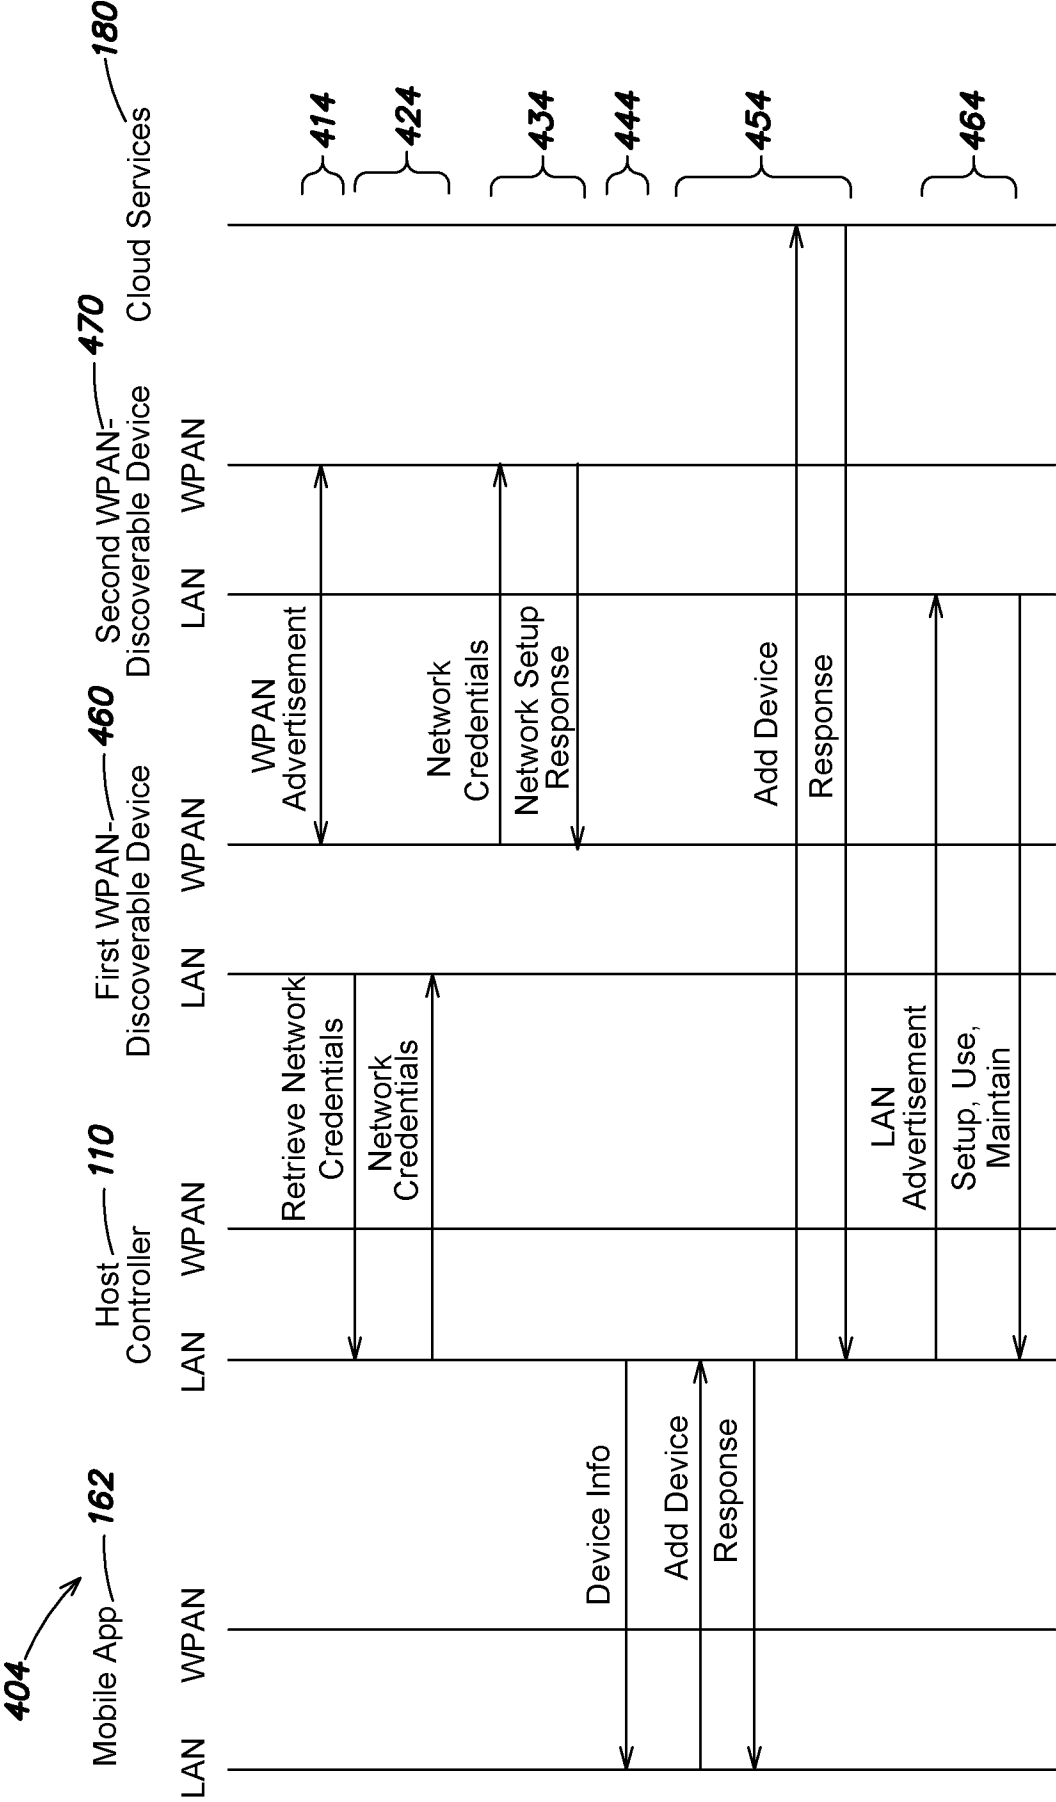 404
Mobile App
162
Host
Controller
110
First WPAN-
Discoverable Device
460
Second WPAN-
Discoverable Device
470
Cloud Services
180
LAN
WPAN
LAN
WPAN
LAN
WPAN
LAN
WPAN
WPAN
Advertisement
414
Retrieve Network
Credentials
Network
Credentials
424
Network
Credentials
Network Setup
Response
434
Device Info
444
Add Device
Response
Add Device
Response
454
LAN
Advertisement
Setup, Use,
Maintain
464